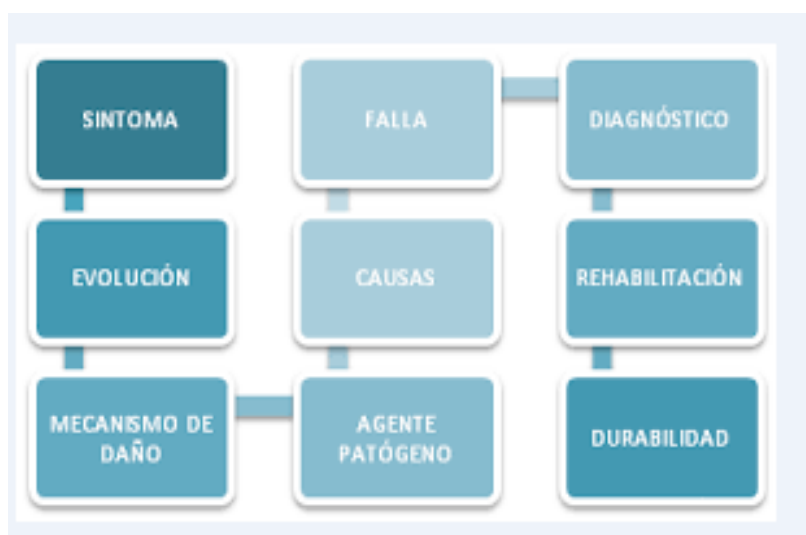 SINTOMA
EVOLUCIÓN
MECANISMO DE
DAÑO
AGENTE
PATÓGENO
CAUSAS
FALLA
DIAGNÓSTICO
REHABILITACIÓN
DURABILIDAD